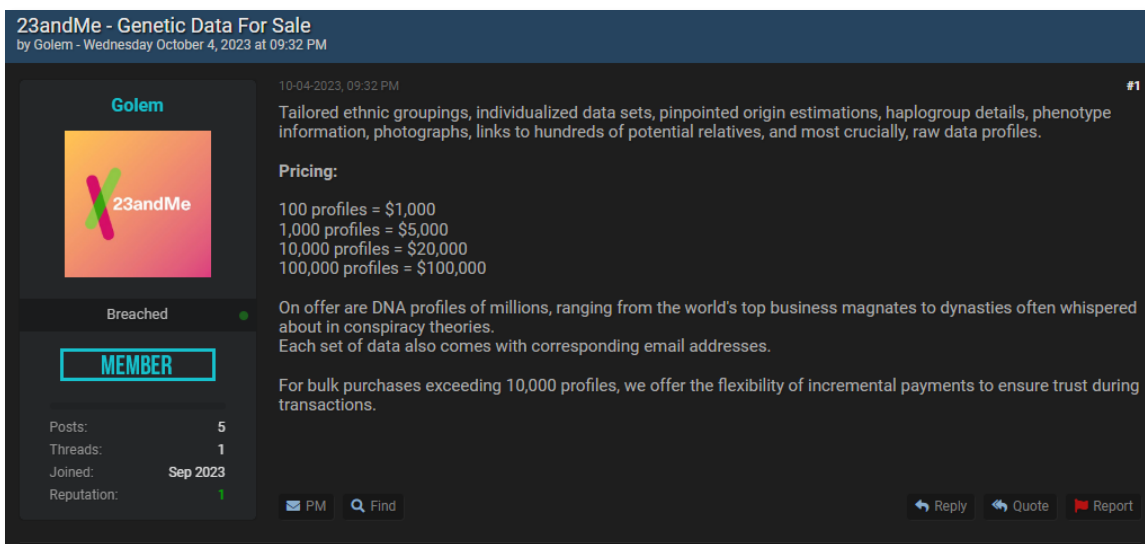 23andMe - Genetic Data For Sale
by Golem - Wednesday October 4, 2023 at 09:32 PM
Golem
23andMe
Breached
MEMBER
Posts: 5
Threads: 1
Joined: Sep 2023
Reputation: 1
10-04-2023, 09:32 PM #1
Tailored ethnic groupings, individualized data sets, pinpointed origin estimations, haplogroup details, phenotype
information, photographs, links to hundreds of potential relatives, and most crucially, raw data profiles.
Pricing:
100 profiles = $1,000
1,000 profiles = $5,000
10,000 profiles = $20,000
100,000 profiles = $100,000
On offer are DNA profiles of millions, ranging from the world's top business magnates to dynasties often whispered
about in conspiracy theories.
Each set of data also comes with corresponding email addresses.
For bulk purchases exceeding 10,000 profiles, we offer the flexibility of incremental payments to ensure trust during
transactions.
PM Find Reply Quote Report